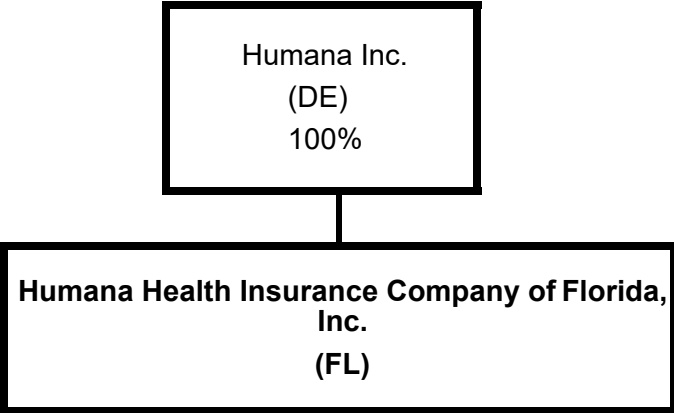 Humana Inc.
(DE)
100%
Humana Health Insurance Company of Florida,
Inc.
(FL)